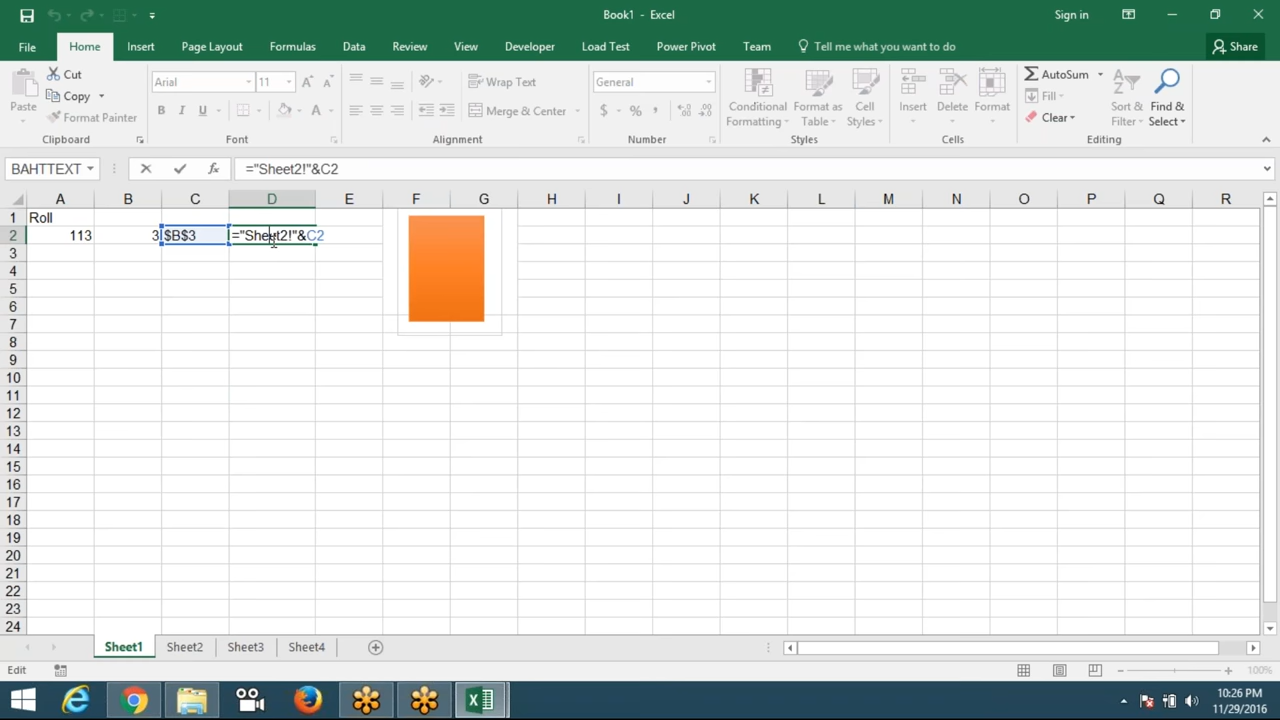 Book1 - Excel
Sign in
File Home Insert Page Layout Formulas Data Review View Developer Load Test Power Pivot Team Tell me what you want to do Share
Paste Cut Copy Format Painter Clipboard
Arial 11 B I U A Font
Wrap Text Merge & Center Alignment
General $ % , Number
Conditional Formatting Format as Table Cell Styles Styles
Insert Delete Format Cells
AutoSum Fill Clear Sort & Filter Find & Select Editing
BAHTTEXT fx ="Sheet2!"&C2
A B C D E F G H I J K L M N O P Q R
1 Roll
2 113 3 $B$3 ="Sheet2!"&C2
3
4
5
6
7
8
9
10
11
12
13
14
15
16
17
18
19
20
21
22
23
24
Sheet1 Sheet2 Sheet3 Sheet4
Edit 100%
10:26 PM
11/29/2016